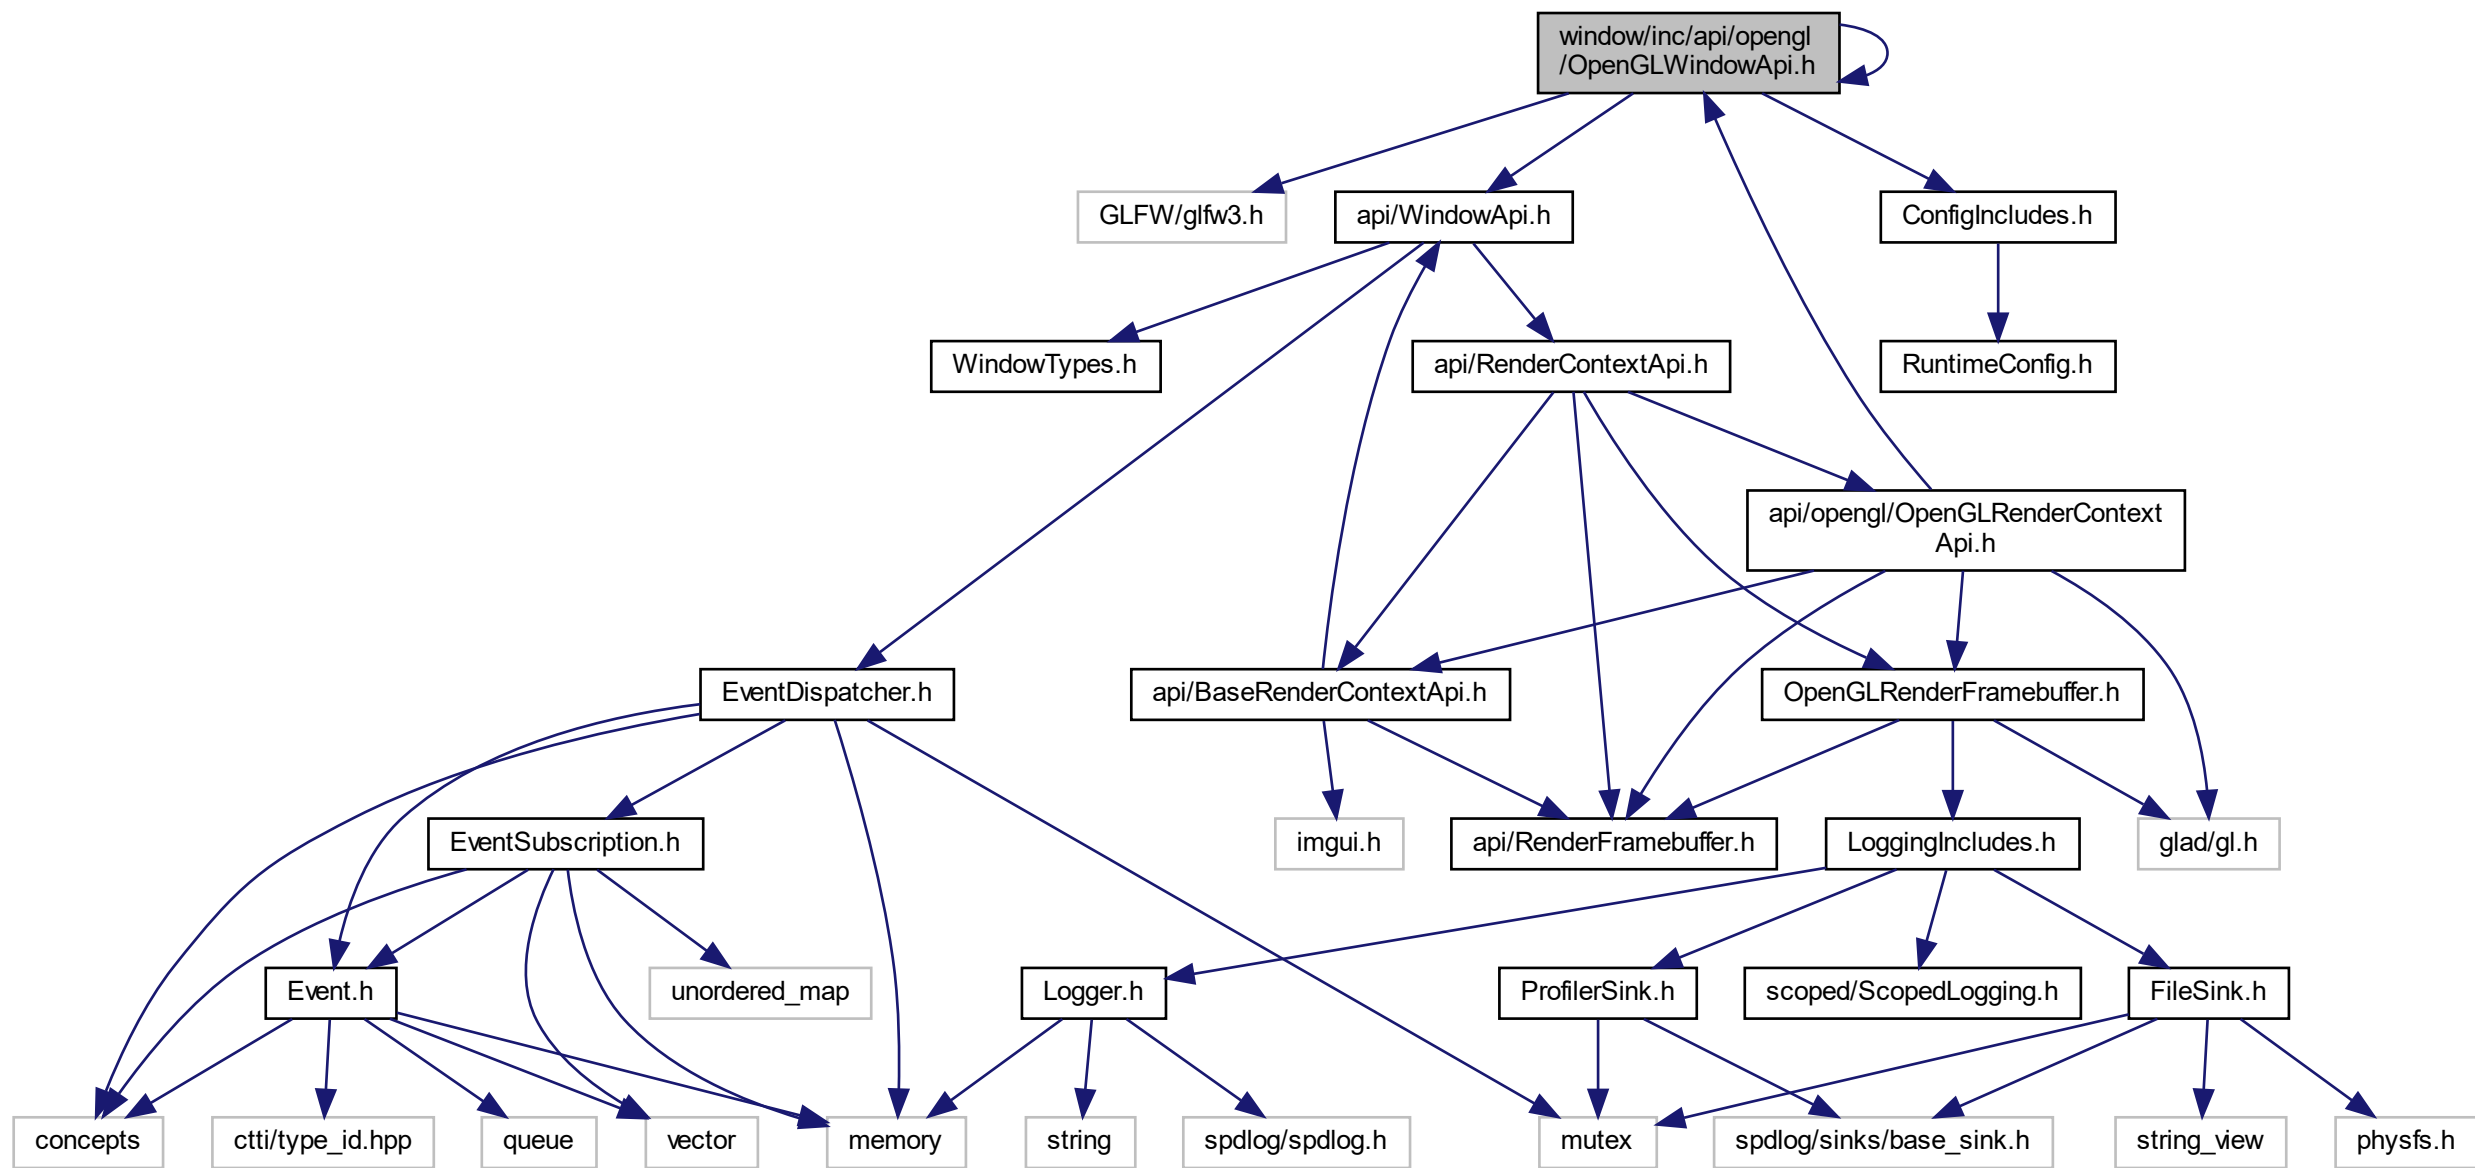 window/inc/api/opengl
/OpenGLWindowApi.h
GLFW/glfw3.h
api/WindowApi.h
ConfigIncludes.h
WindowTypes.h
api/RenderContextApi.h
RuntimeConfig.h
api/opengl/OpenGLRenderContext
Api.h
EventDispatcher.h
api/BaseRenderContextApi.h
OpenGLRenderFramebuffer.h
EventSubscription.h
imgui.h
api/RenderFramebuffer.h
LoggingIncludes.h
glad/gl.h
Event.h
unordered_map
Logger.h
ProfilerSink.h
scoped/ScopedLogging.h
FileSink.h
concepts
ctti/type_id.hpp
queue
vector
memory
string
spdlog/spdlog.h
mutex
spdlog/sinks/base_sink.h
string_view
physfs.h